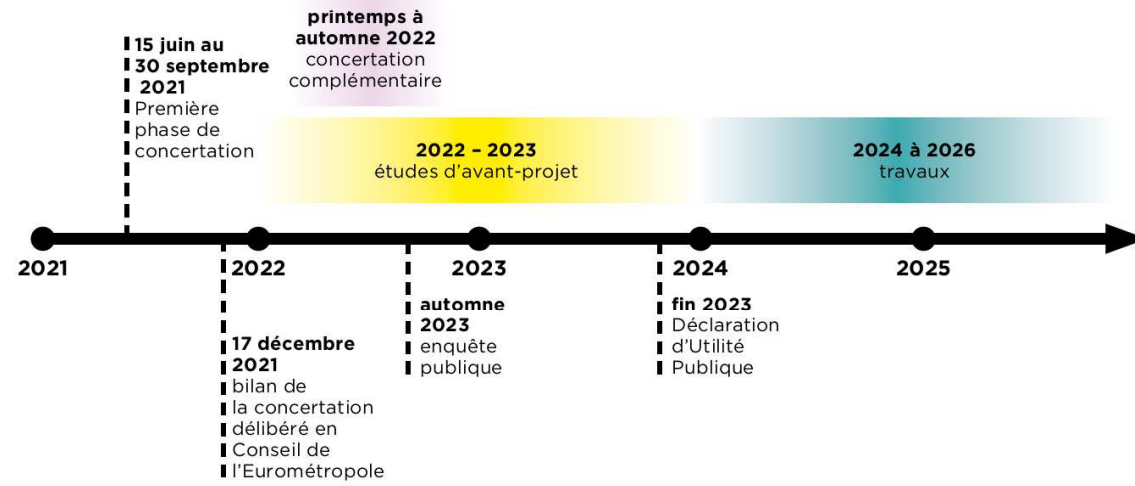 printemps à
automne 2022
concertation
complémentaire
15 juin au
30 septembre
2021
Première
phase de
concertation
2022 – 2023
études d'avant-projet
2024 à 2026
travaux
2021
2022
2023
2024
2025
automne
2023
enquête
publique
fin 2023
Déclaration
d'Utilité
Publique
17 décembre
2021
bilan de
la concertation
délibéré en
Conseil de
l'Eurométropole